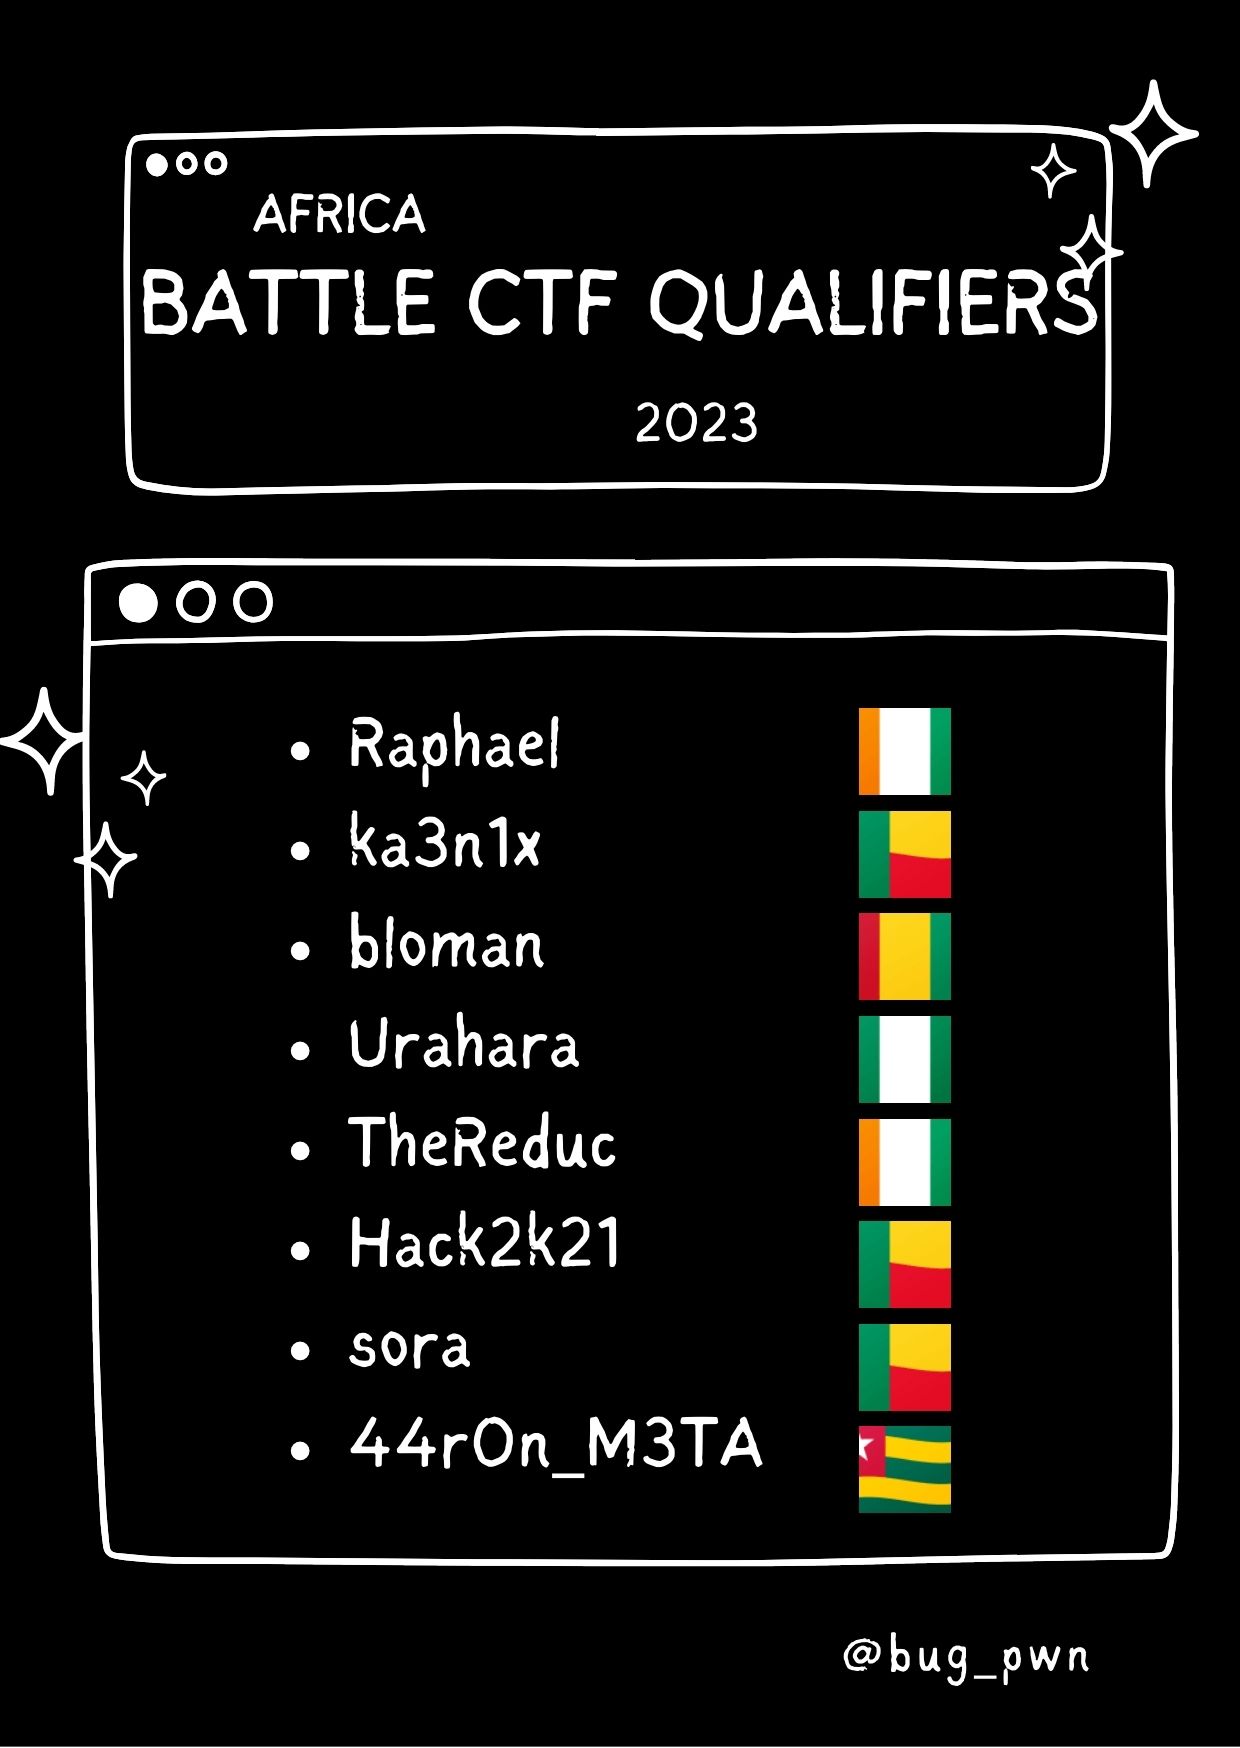 AFRICA
BATTLE CTF QUALIFIERS
2023
• Raphael
• ka3n1x
• bloman
• Urahara
• TheReduc
• Hack2k21
• sora
• 44rOn_M3TA
@bug_pwn